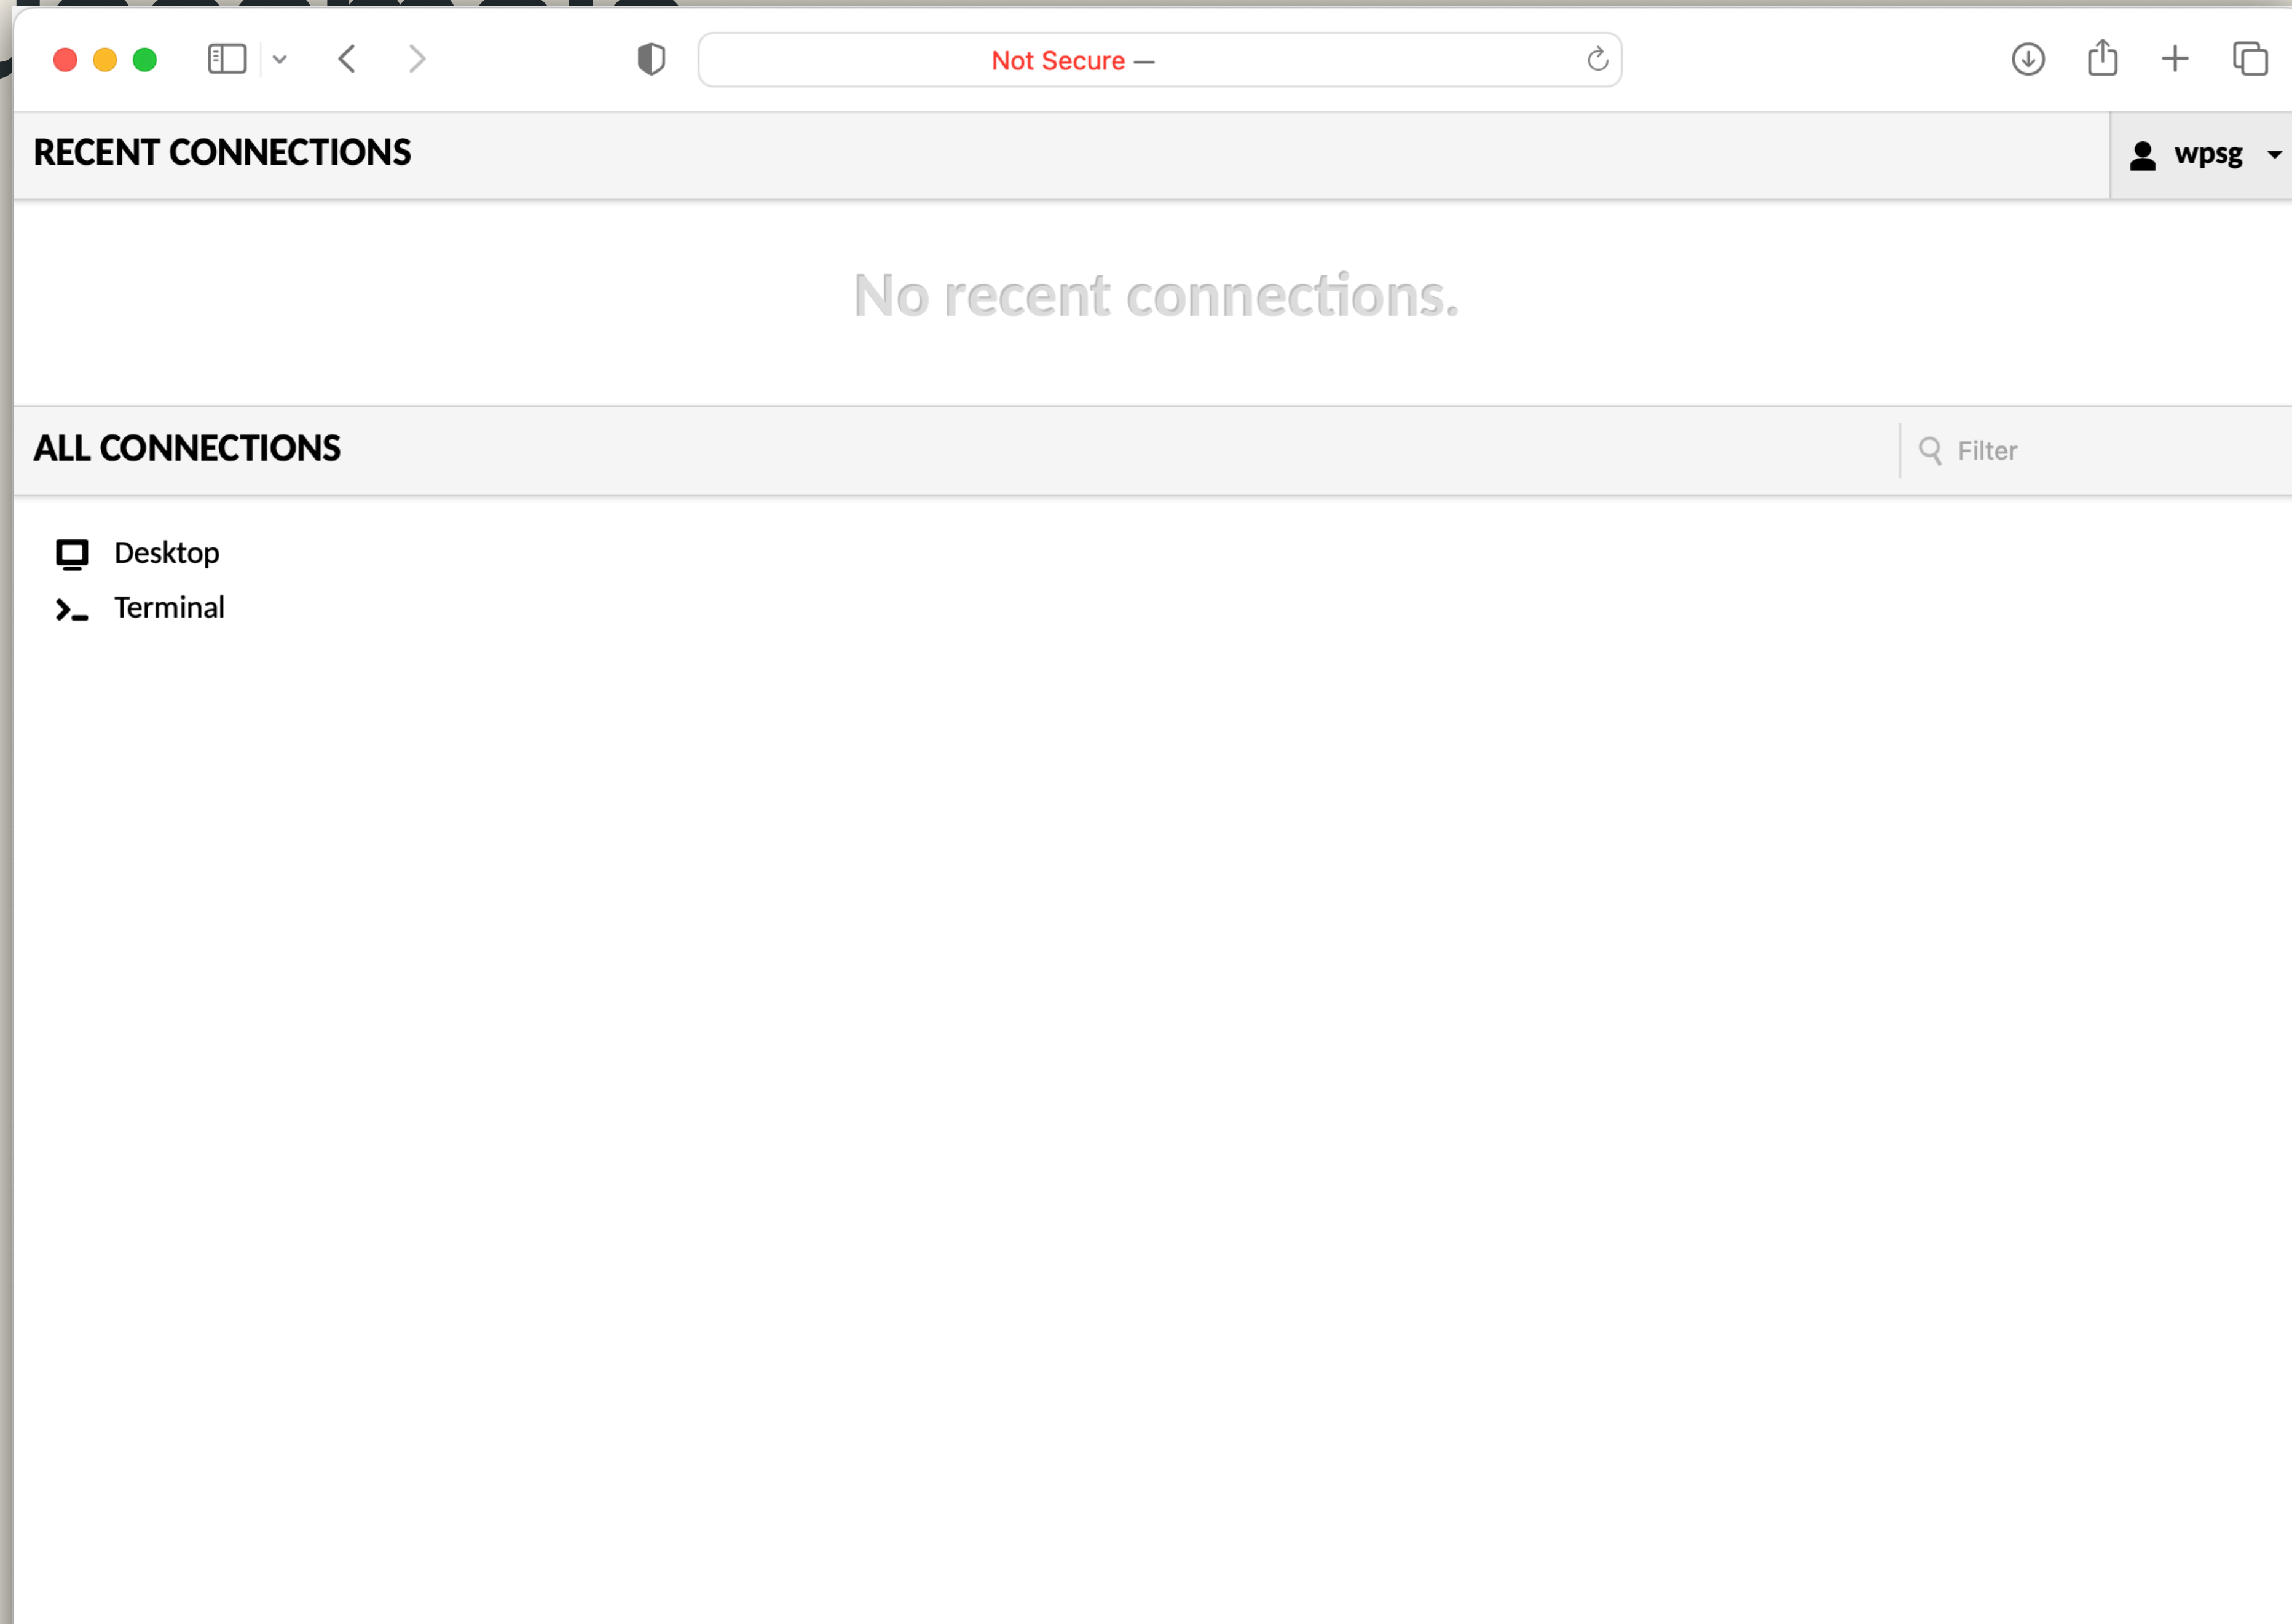 Not Secure —
RECENT CONNECTIONS
wpsg
No recent connections.
ALL CONNECTIONS
Filter
Desktop
Terminal